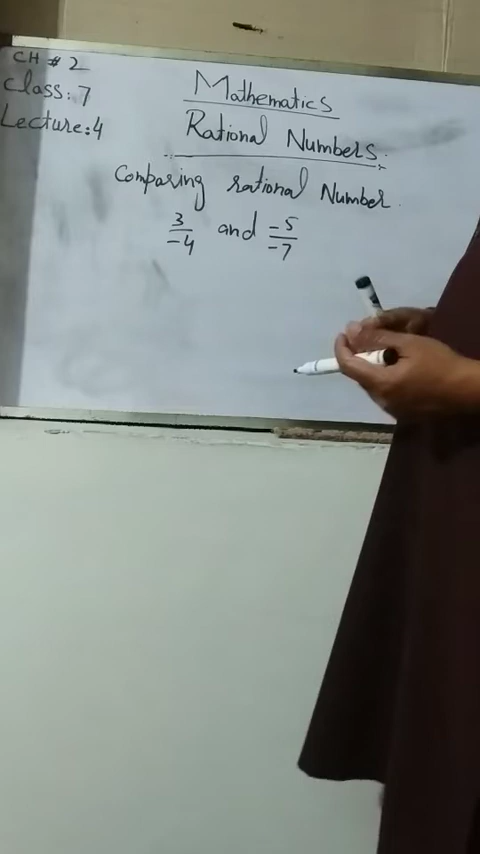 CH # 2
Class: 7
Lecture: 4
Mathematics
Rational Numbers.
Comparing rational Number.
3/-4 and -5/-7